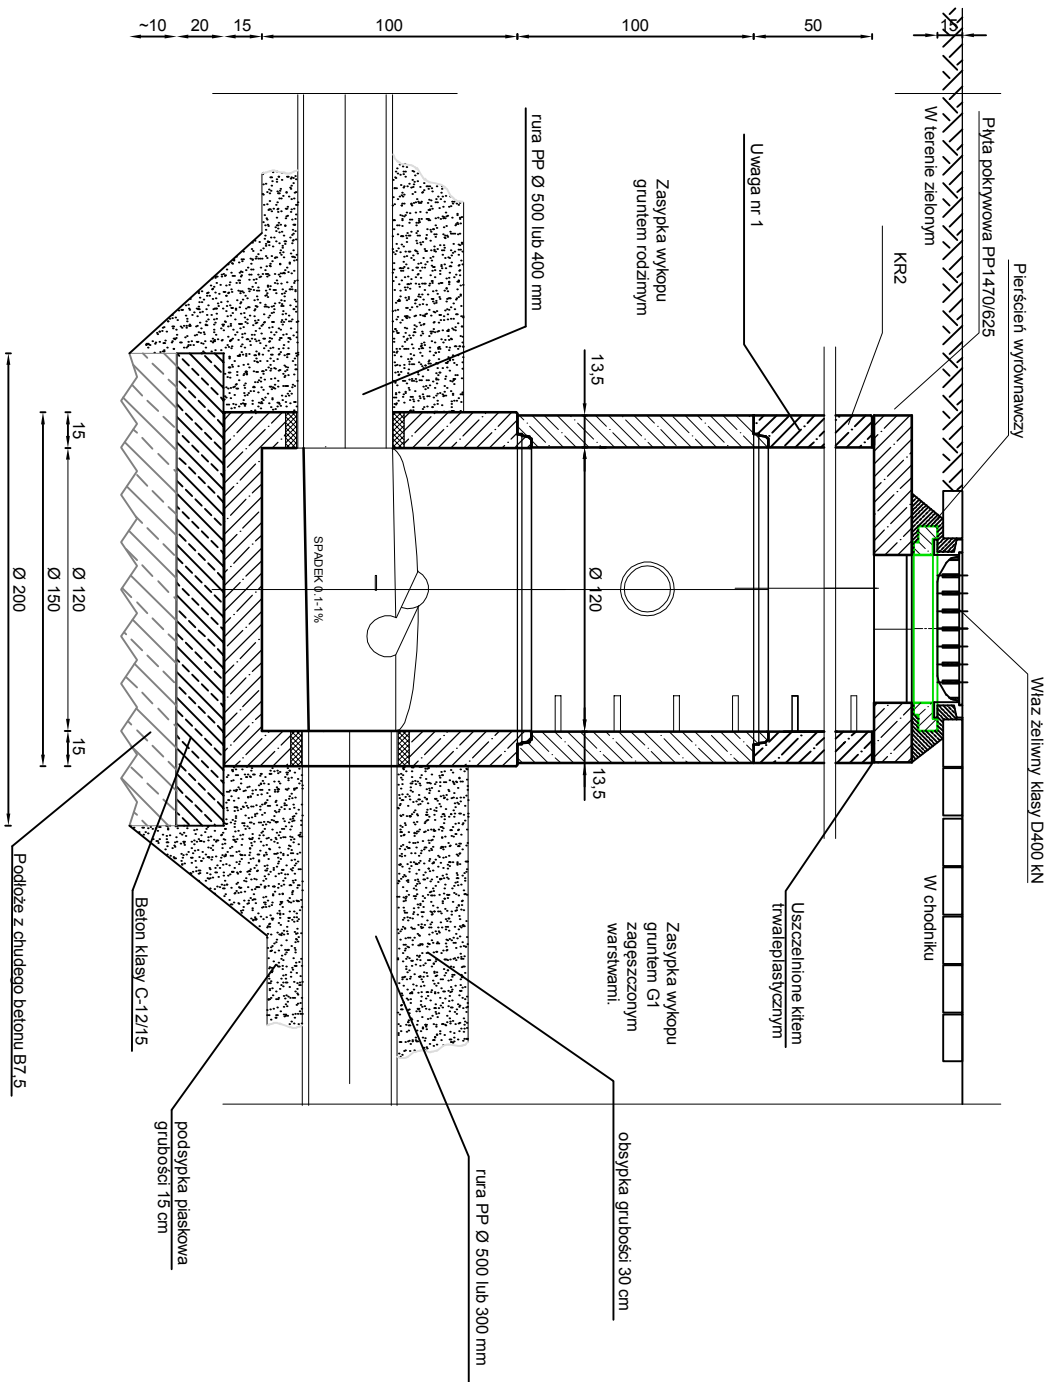 Właz żeliwny klasy D400 kN
Pierścień wyrównawczy
Płyta pokrywowa PP1470/625
W terenie zielonym
W chodniku
KR2
Uwaga nr 1
Uszczelnione kitem
trwaleplastycznym
Zasypka wykopu
gruntem rodzimym
Zasypka wykopu
gruntem G1
zagęszczonym
warstwami.
13,5
Ø 120
13,5
obsypka grubości 30 cm
rura PP Ø 500 lub 400 mm
rura PP Ø 500 lub 300 mm
SPADEK 0.1-1%
podsypka piaskowa
grubości 15 cm
Beton klasy C-12/15
Podłoże z chudego betonu B7,5
15
Ø 120
15
Ø 150
Ø 200
15
50
100
100
15
20
~10